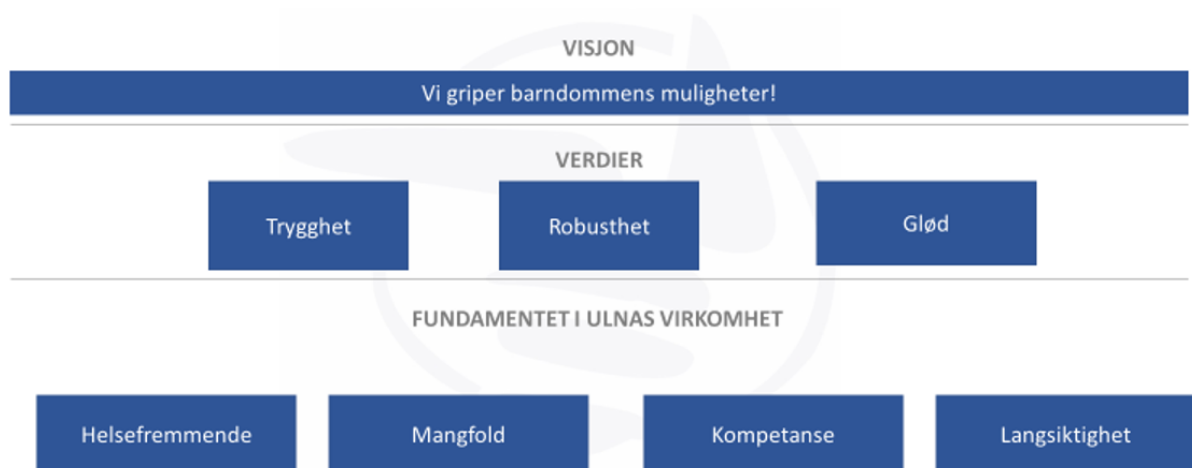 VISJON
Vi griper barndommens muligheter!
VERDIER
Trygghet
Robusthet
Glød
FUNDAMENTET I ULNAS VIRKOMHET
Helsefremmende
Mangfold
Kompetanse
Langsiktighet